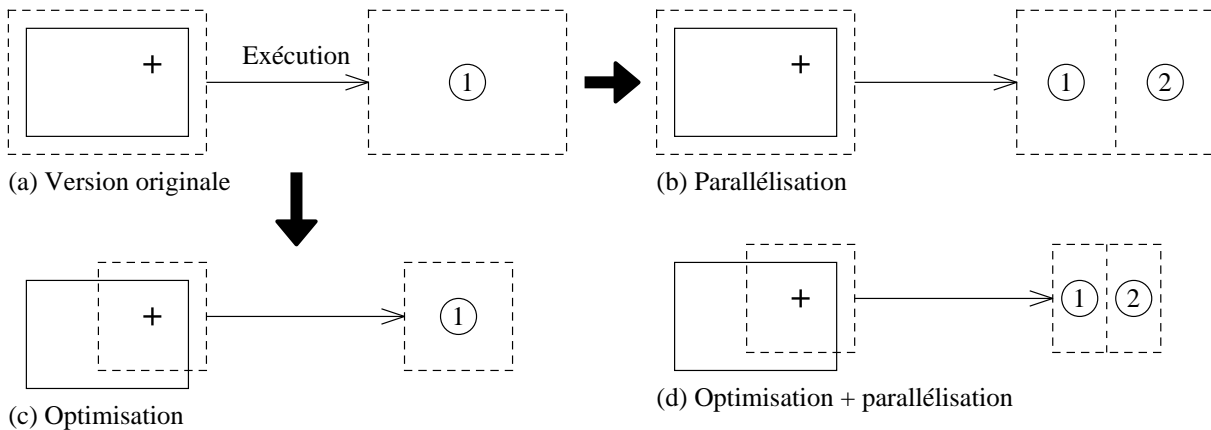 Exécution
1
1
2
(a) Version originale
(b) Parallélisation
1
1
2
(c) Optimisation
(d) Optimisation + parallélisation